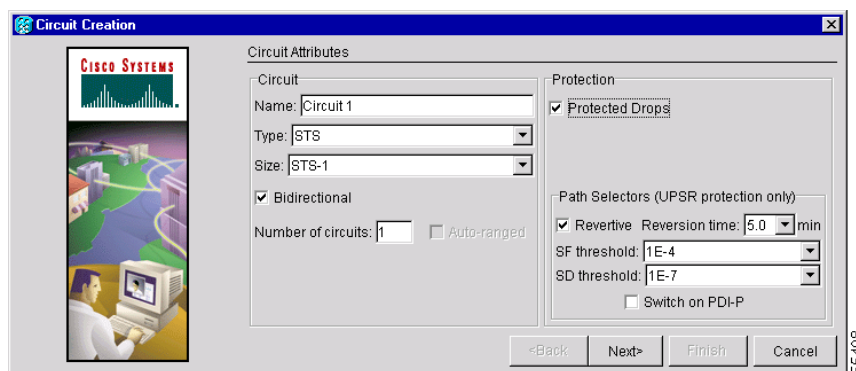 Circuit Creation
CISCO SYSTEMS
Circuit Attributes
Circuit
Name: Circuit 1
Type: STS
Size: STS-1
Bidirectional
Number of circuits: 1 Auto-ranged
Protection
Protected Drops
Path Selectors (UPSR protection only)
Revertive Reversion time: 5.0 min
SF threshold: 1E-4
SD threshold: 1E-7
Switch on PDI-P
<Back Next> Finish Cancel